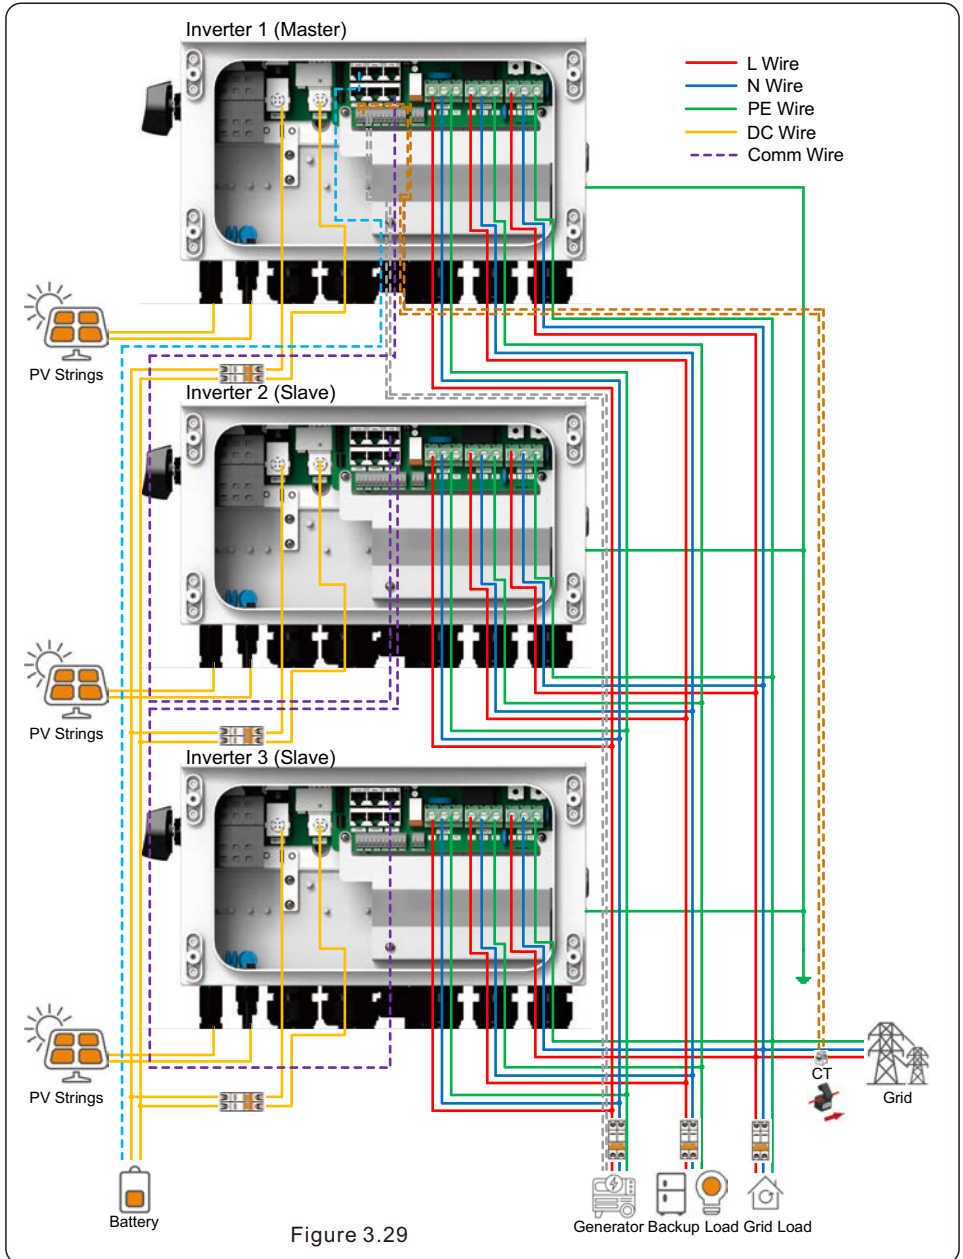 Inverter 1 (Master)
L Wire
N Wire
PE Wire
DC Wire
Comm Wire
PV Strings
Inverter 2 (Slave)
PV Strings
Inverter 3 (Slave)
PV Strings
CT
Grid
Battery
Generator
Backup Load
Grid Load
Figure 3.29